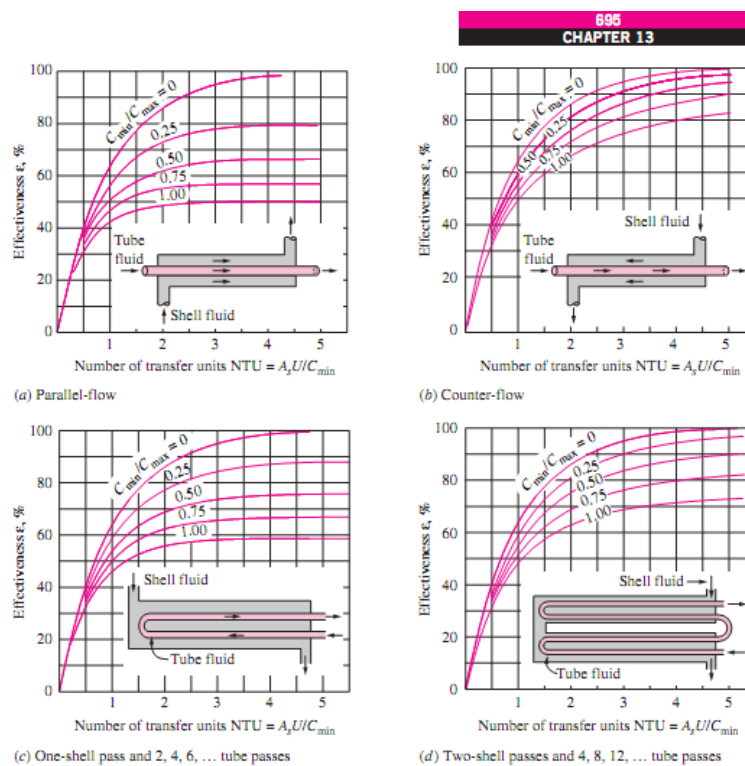 695
CHAPTER 13
100
80
60
40
20
0
Effectiveness ε, %
Cmin/Cmax = 0
0.25
0.50
0.75
1.00
Tube
fluid
Shell fluid
1 2 3 4 5
Number of transfer units NTU = AsU/Cmin
(a) Parallel-flow
100
80
60
40
20
0
Effectiveness ε, %
Cmin/Cmax = 0
0.25
0.50
0.75
1.00
Shell fluid
Tube
fluid
1 2 3 4 5
Number of transfer units NTU = AsU/Cmin
(b) Counter-flow
100
80
60
40
20
0
Effectiveness ε, %
Cmin/Cmax = 0
0.25
0.50
0.75
1.00
Shell fluid
Tube fluid
1 2 3 4 5
Number of transfer units NTU = AsU/Cmin
(c) One-shell pass and 2, 4, 6, … tube passes
100
80
60
40
20
0
Effectiveness ε, %
Cmin/Cmax = 0
0.25
0.50
0.75
1.00
Shell fluid
Tube fluid
1 2 3 4 5
Number of transfer units NTU = AsU/Cmin
(d) Two-shell passes and 4, 8, 12, … tube passes